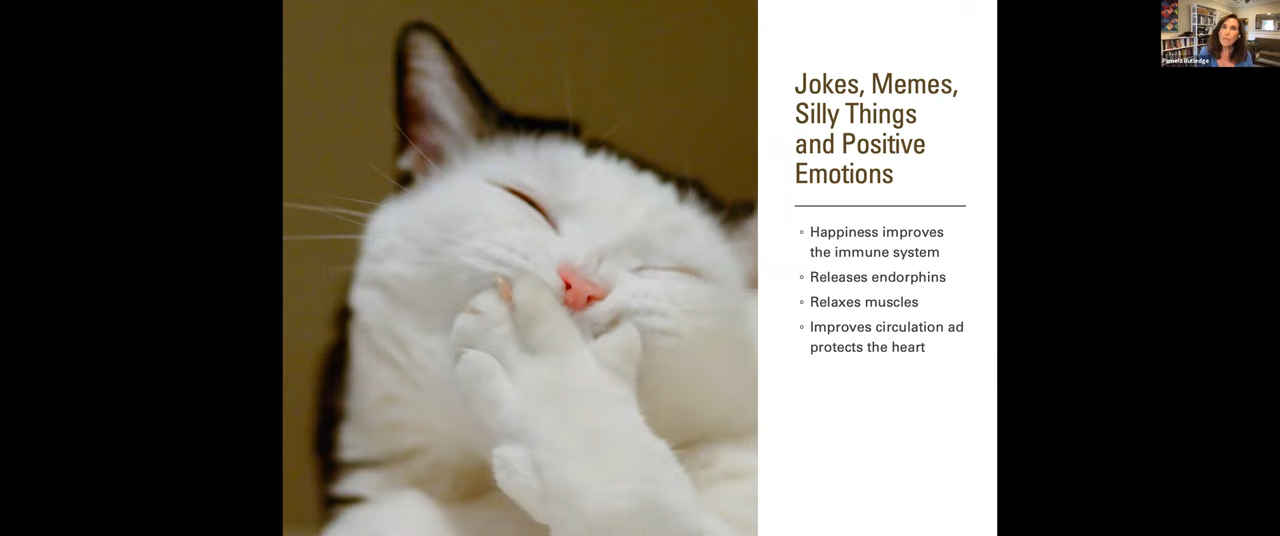 Jokes, Memes,
Silly Things
and Positive
Emotions
◦ Happiness improves
the immune system
◦ Releases endorphins
◦ Relaxes muscles
◦ Improves circulation ad
protects the heart
Pamela Rutledge